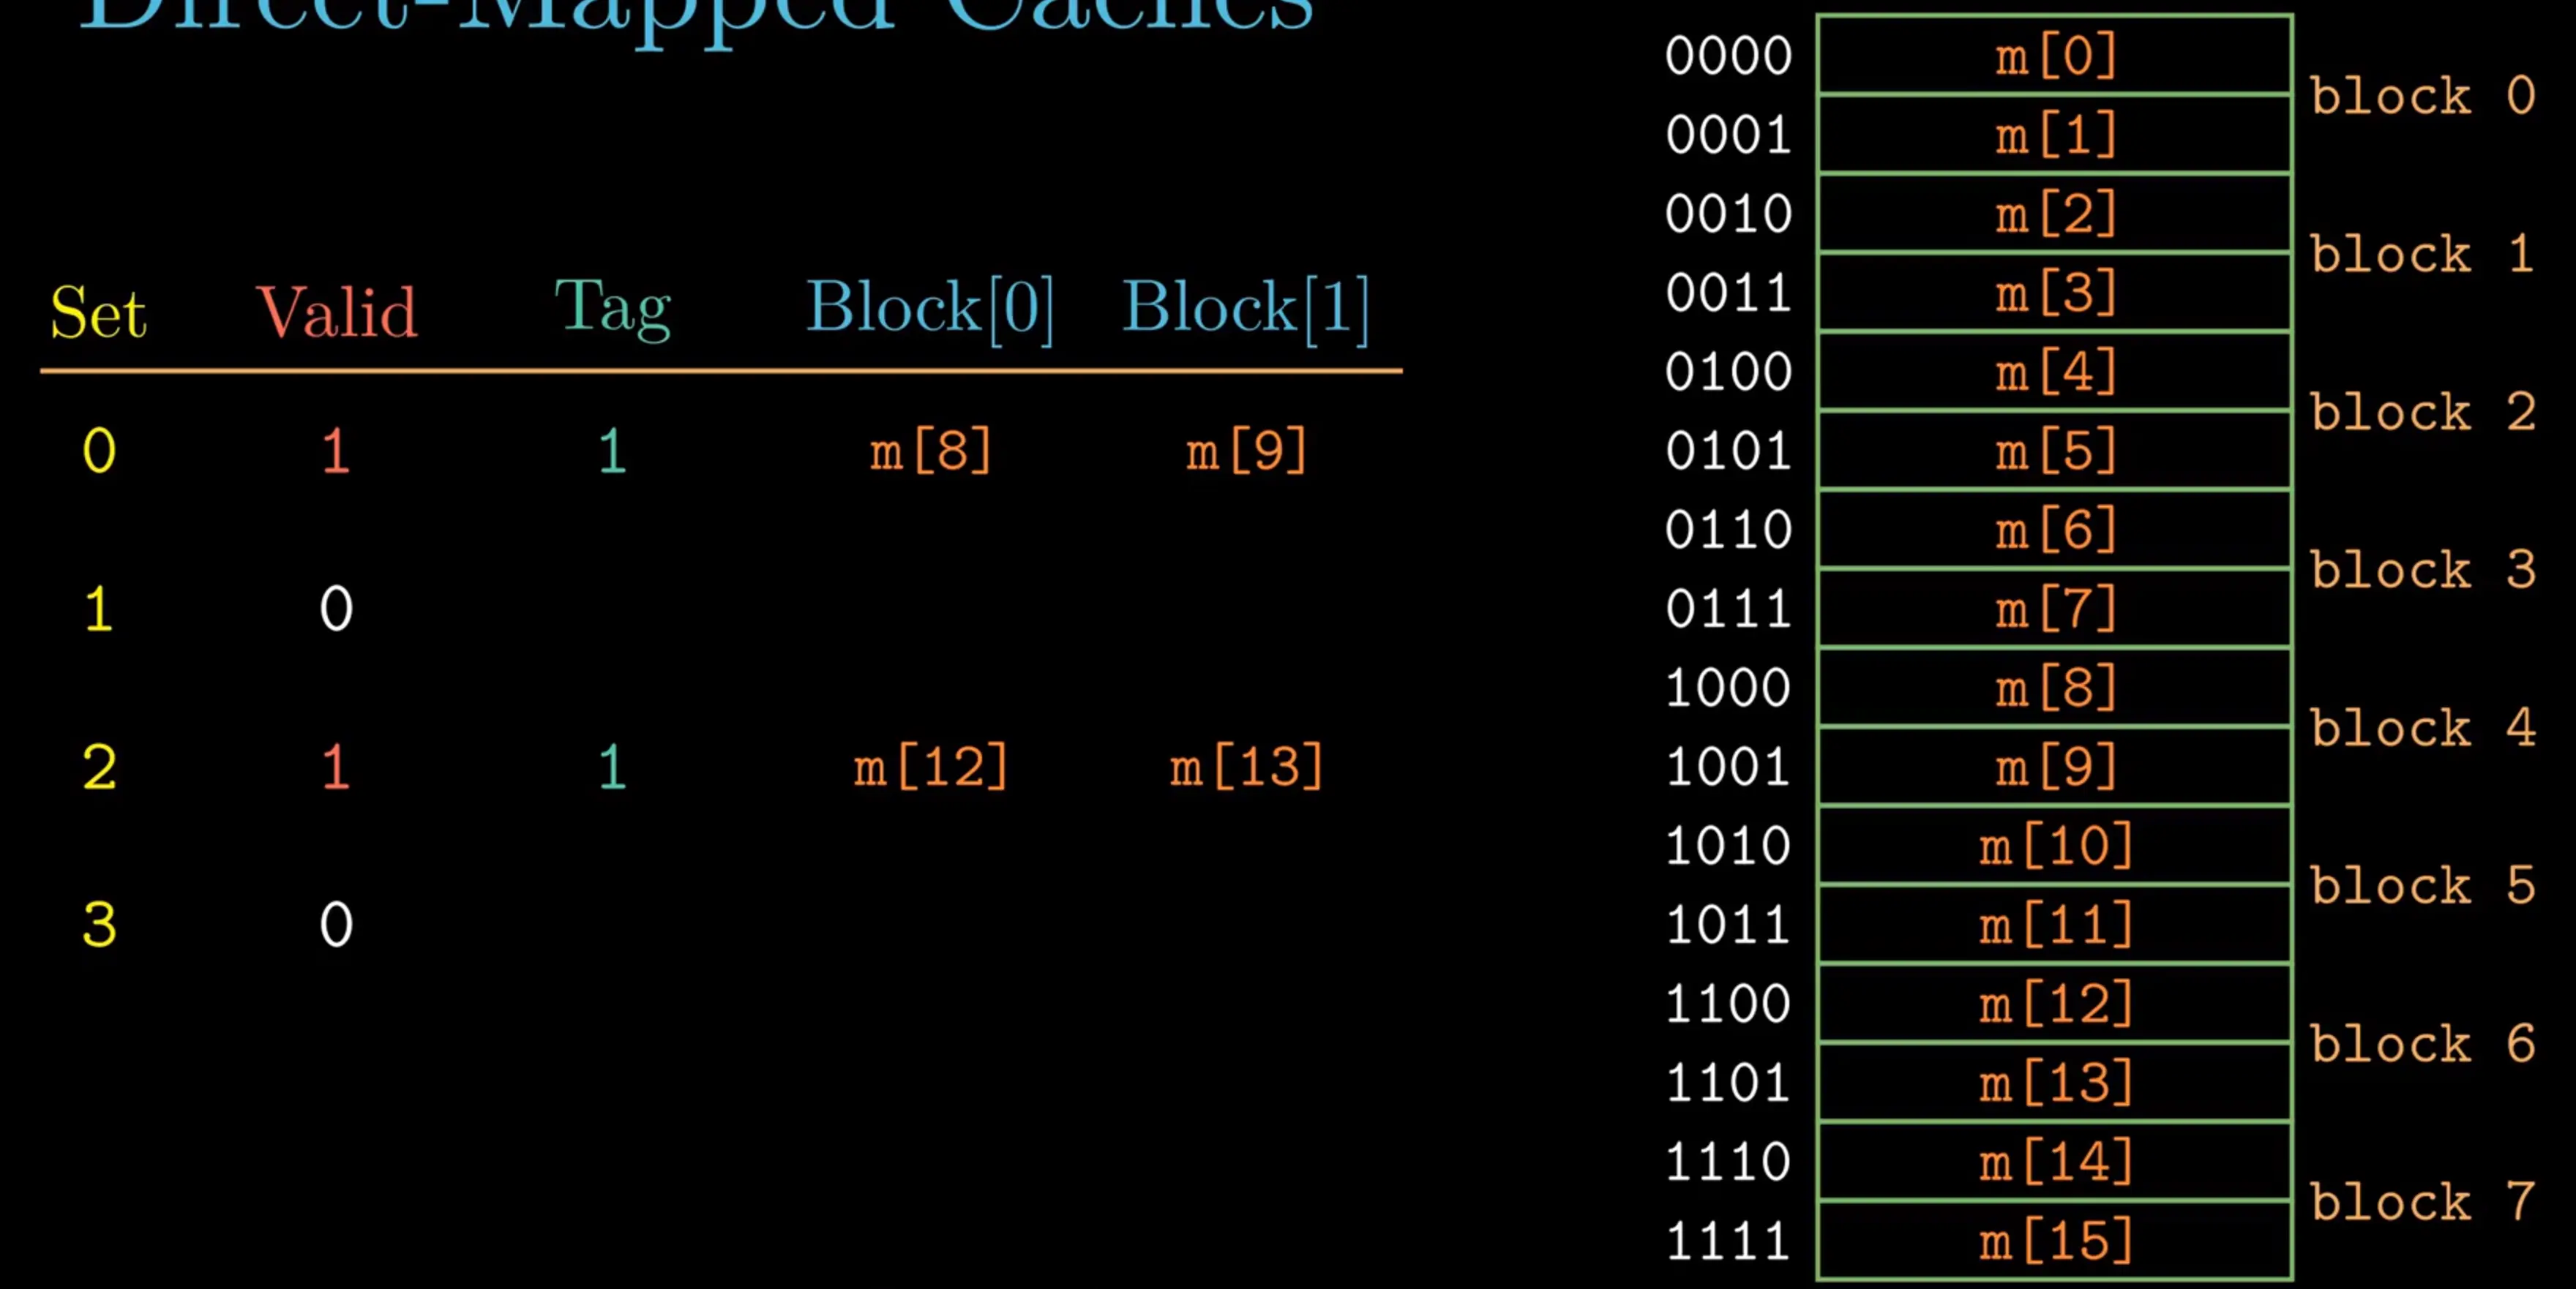 Direct-Mapped Caches
Set Valid Tag Block[0] Block[1]
0 1 1 m[8] m[9]
1 0
2 1 1 m[12] m[13]
3 0
0000 m[0]
block 0
0001 m[1]
0010 m[2]
block 1
0011 m[3]
0100 m[4]
block 2
0101 m[5]
0110 m[6]
block 3
0111 m[7]
1000 m[8]
block 4
1001 m[9]
1010 m[10]
block 5
1011 m[11]
1100 m[12]
block 6
1101 m[13]
1110 m[14]
block 7
1111 m[15]